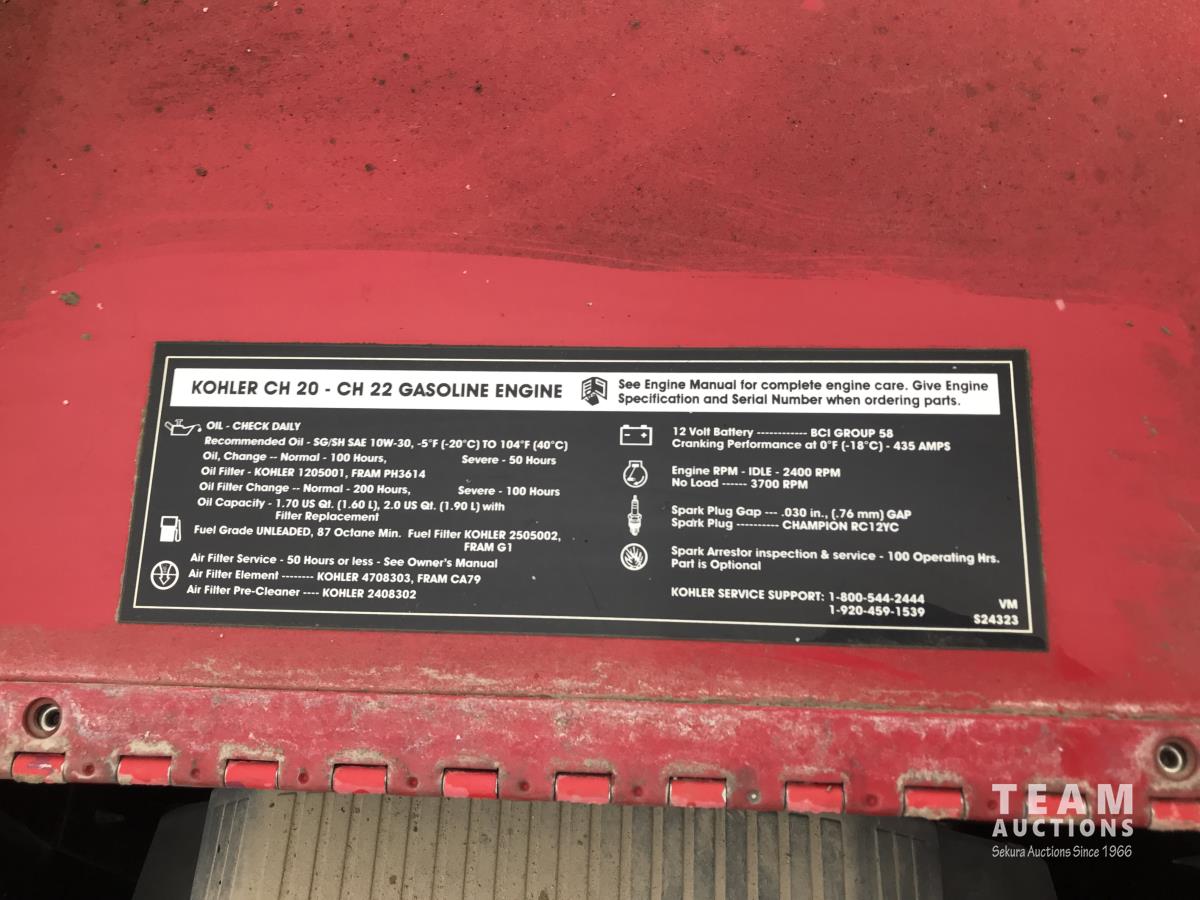 KOHLER CH 20 - CH 22 GASOLINE ENGINE
See Engine Manual for complete engine care. Give Engine
Specification and Serial Number when ordering parts.
OIL - CHECK DAILY
Recommended Oil - SG/SH SAE 10W-30, -5°F (-20°C) TO 104°F (40°C)
Oil, Change -- Normal - 100 Hours, Severe - 50 Hours
Oil Filter - KOHLER 1205001, FRAM PH3614
Oil Filter Change -- Normal - 200 Hours, Severe - 100 Hours
Oil Capacity - 1.70 US Qt. (1.60 L), 2.0 US Qt. (1.90 L) with
Filter Replacement
Fuel Grade UNLEADED, 87 Octane Min. Fuel Filter KOHLER 2505002,
FRAM G1
Air Filter Service - 50 Hours or less - See Owner's Manual
Air Filter Element -------- KOHLER 4708303, FRAM CA79
Air Filter Pre-Cleaner ---- KOHLER 2408302
12 Volt Battery ------------ BCI GROUP 58
Cranking Performance at 0°F (-18°C) - 435 AMPS
Engine RPM - IDLE - 2400 RPM
No Load ------ 3700 RPM
Spark Plug Gap --- .030 in., (.76 mm) GAP
Spark Plug ---------- CHAMPION RC12YC
Spark Arrestor inspection & service - 100 Operating Hrs.
Part is Optional
KOHLER SERVICE SUPPORT: 1-800-544-2444
1-920-459-1539
VM
S24323
TEAM
AUCTIONS
Sekura Auctions Since 1966